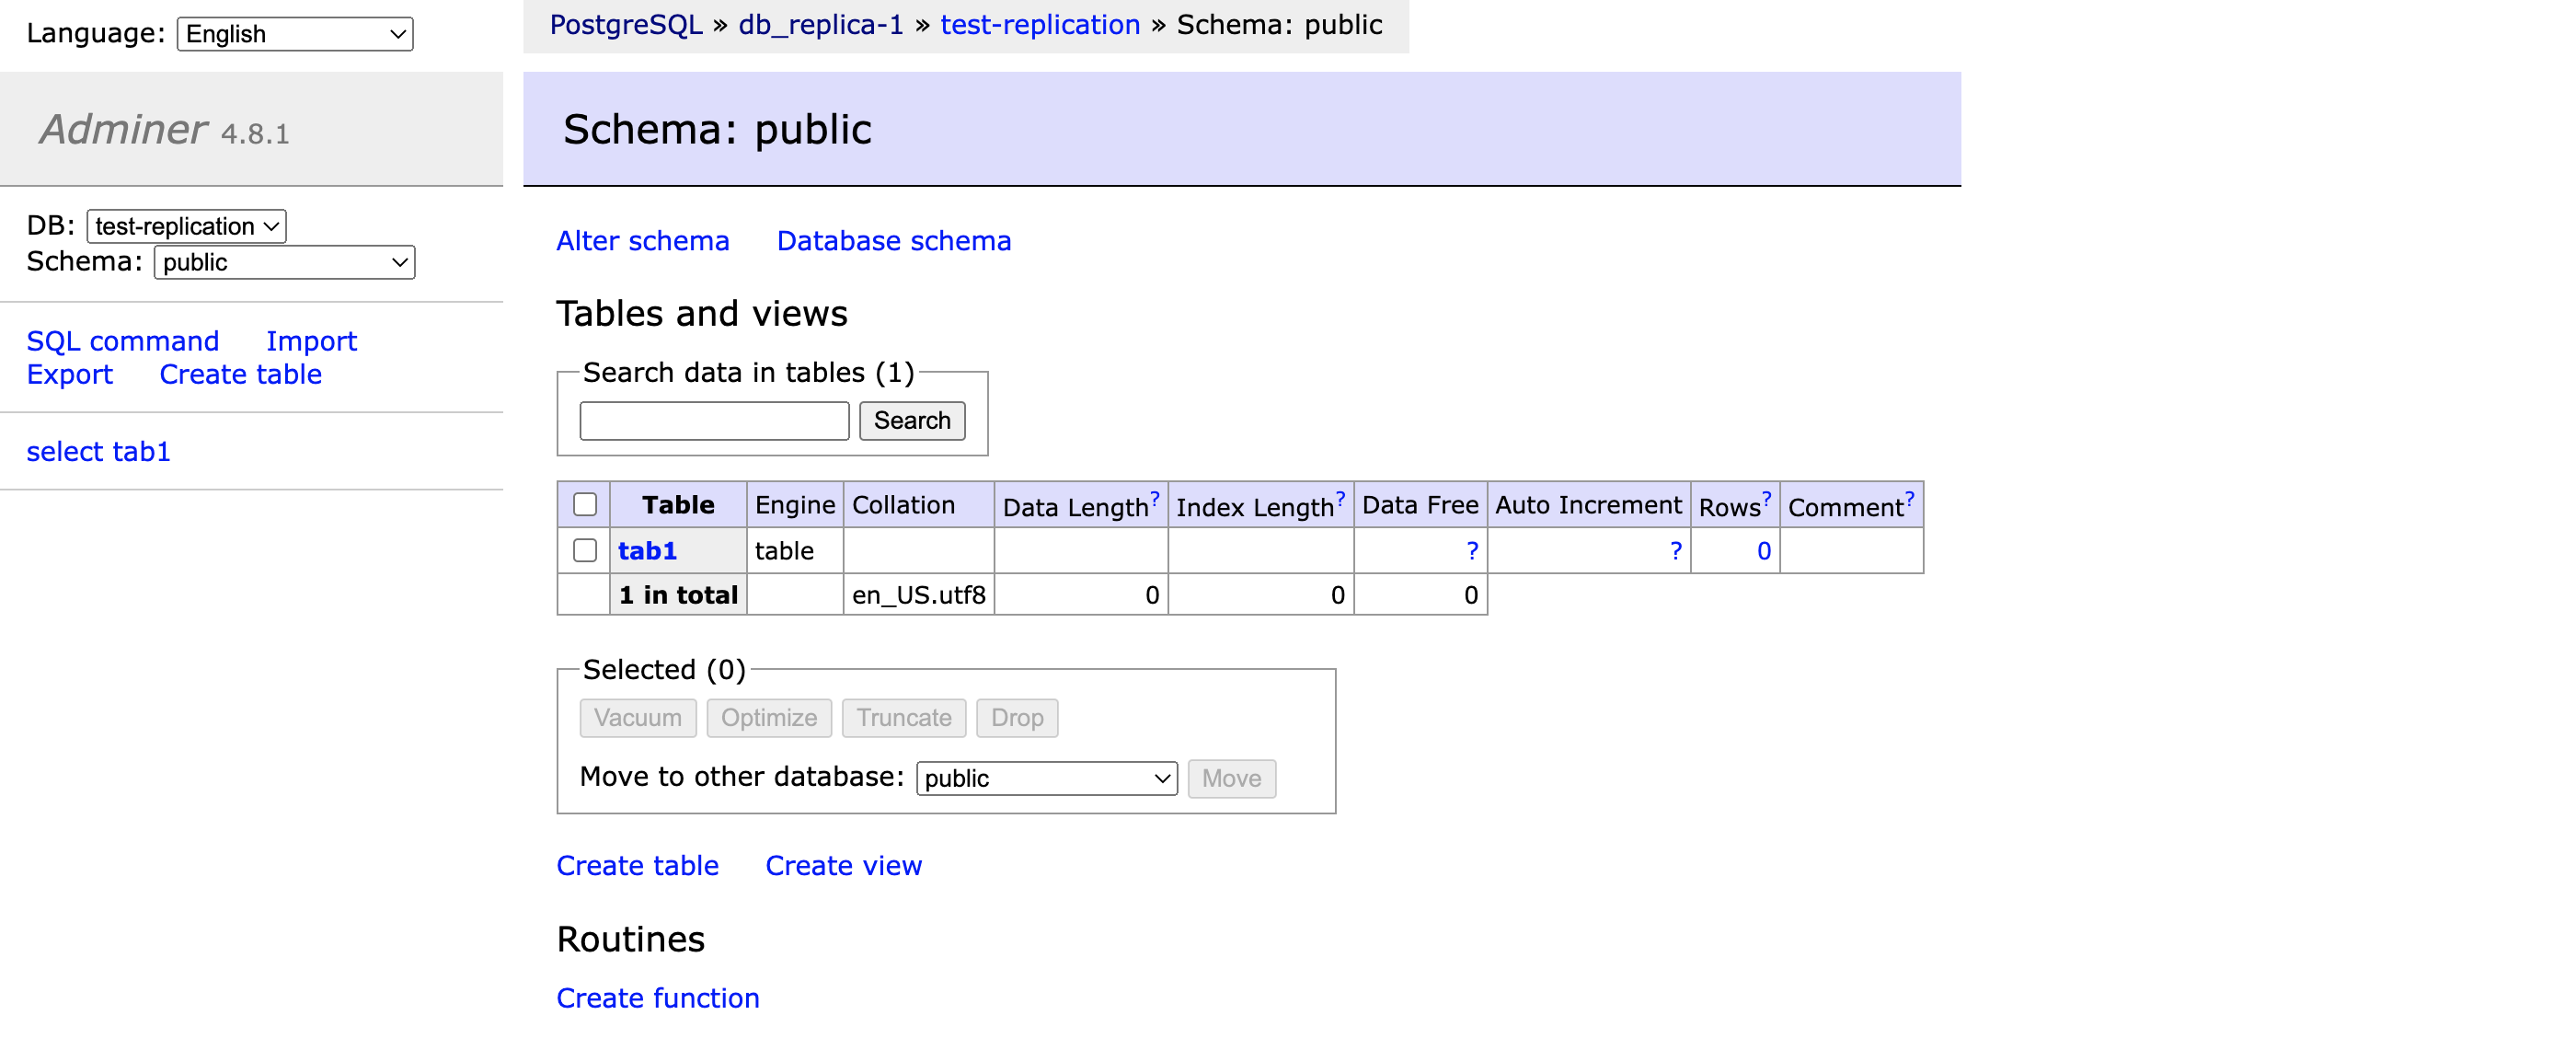 Language: English
PostgreSQL » db_replica-1 » test-replication » Schema: public
Adminer 4.8.1
Schema: public
DB: test-replication
Schema: public
SQL command Import
Export Create table
select tab1
Alter schema Database schema
Tables and views
Search data in tables (1)
Search
Table Engine Collation Data Length? Index Length? Data Free Auto Increment Rows? Comment?
tab1 table ? ? 0
1 in total en_US.utf8 0 0 0
Selected (0)
Vacuum Optimize Truncate Drop
Move to other database: public Move
Create table Create view
Routines
Create function